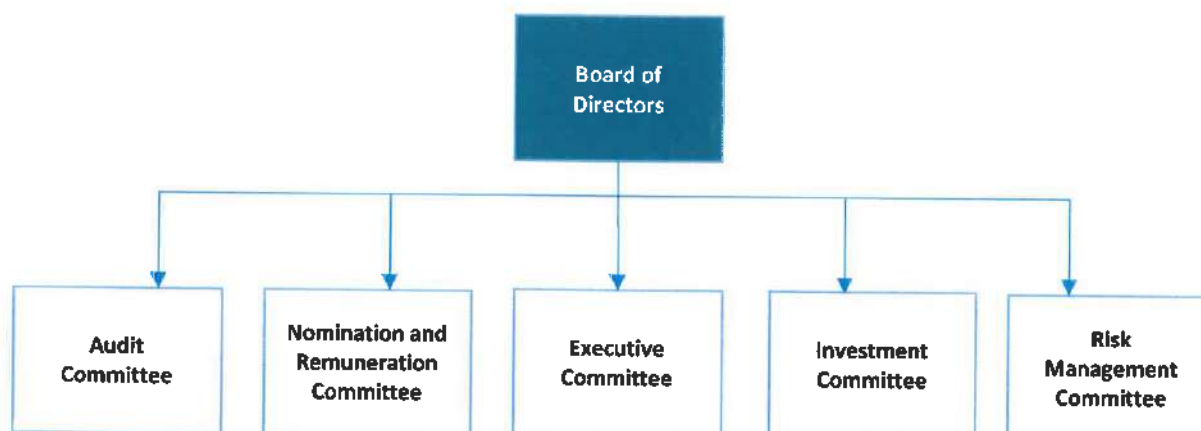 Board of
Directors
Audit
Committee
Nomination and
Remuneration
Committee
Executive
Committee
Investment
Committee
Risk
Management
Committee